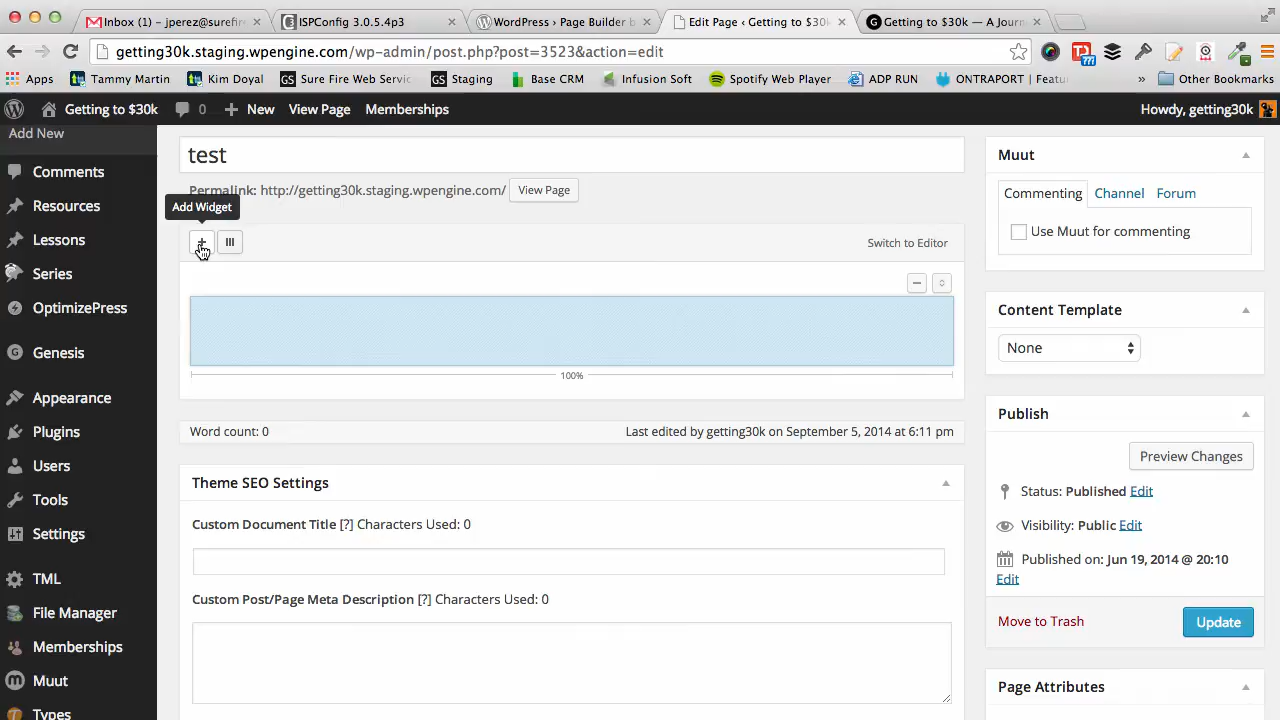 Inbox (1) - jperez@surefire
ISPConfig 3.0.5.4p3
WordPress › Page Builder b
Edit Page ‹ Getting to $30k
Getting to $30k — A Journ
getting30k.staging.wpengine.com/wp-admin/post.php?post=3523&action=edit
Apps
Tammy Martin
Kim Doyal
GS Sure Fire Web Servic
GS Staging
Base CRM
Infusion Soft
Spotify Web Player
ADP RUN
ONTRAPORT | Featu
»
Other Bookmarks
Getting to $30k
0
+ New
View Page
Memberships
Howdy, getting30k
Add New
Comments
Resources
Lessons
Series
OptimizePress
Genesis
Appearance
Plugins
Users
Tools
Settings
TML
File Manager
Memberships
Muut
Types
test
Permalink: http://getting30k.staging.wpengine.com/
View Page
Add Widget
Switch to Editor
100%
Word count: 0
Last edited by getting30k on September 5, 2014 at 6:11 pm
Theme SEO Settings
Custom Document Title [?] Characters Used: 0
Custom Post/Page Meta Description [?] Characters Used: 0
Muut
Commenting
Channel
Forum
Use Muut for commenting
Content Template
None
Publish
Preview Changes
Status: Published Edit
Visibility: Public Edit
Published on: Jun 19, 2014 @ 20:10
Edit
Move to Trash
Update
Page Attributes